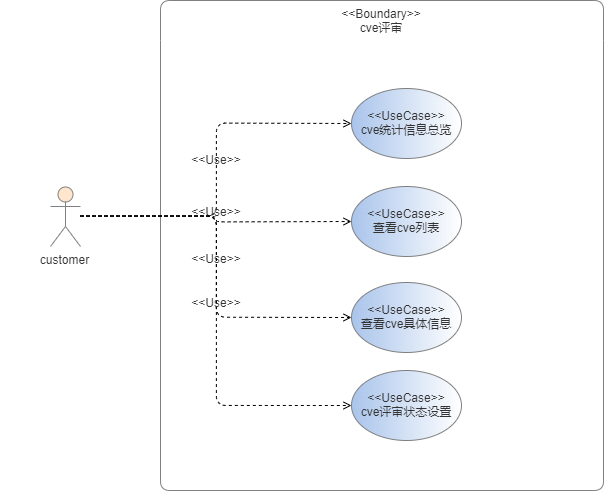 <<Boundary>>
cve评审
<<UseCase>>
cve统计信息总览
<<Use>>
<<UseCase>>
查看cve列表
<<Use>>
customer
<<Use>>
<<UseCase>>
查看cve具体信息
<<Use>>
<<UseCase>>
cve评审状态设置